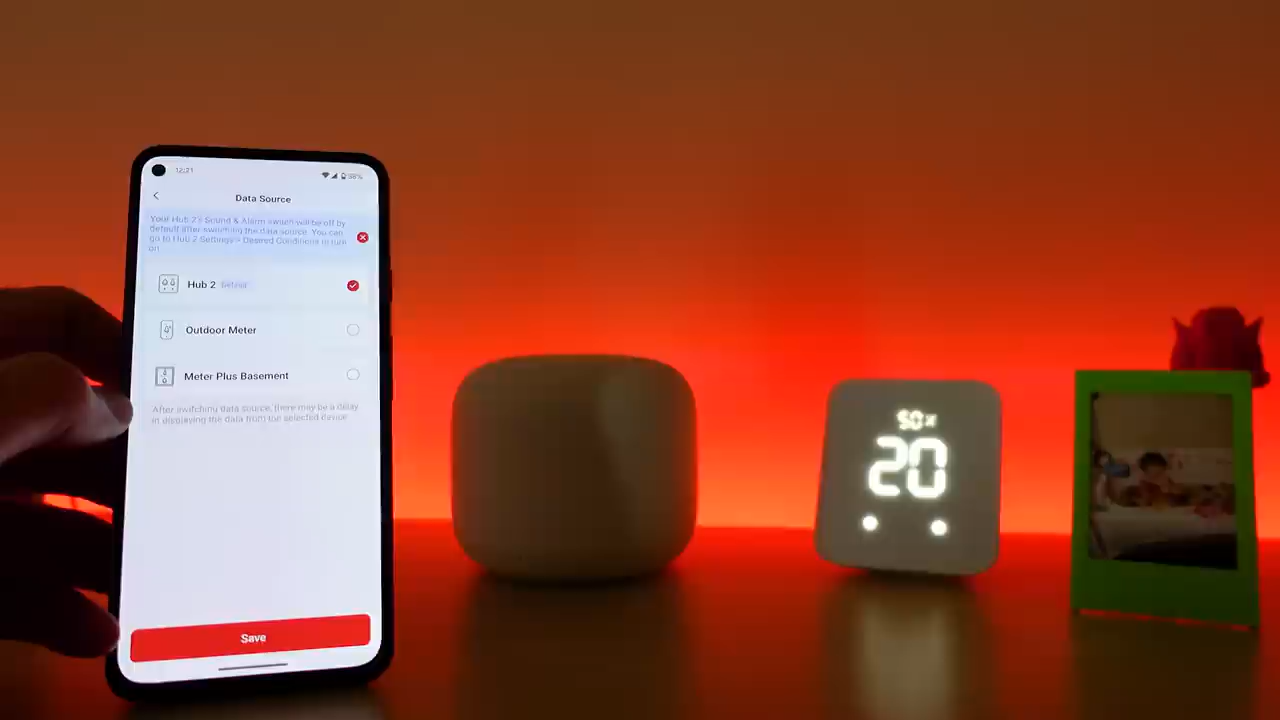 12:21
98%
Data Source
Your Hub 2's Sound & Alarm switch will be off by
default after switching the data source. You can
go to Hub 2 Settings > Desired Conditions to turn
on.
Hub 2 Default
Outdoor Meter
Meter Plus Basement
After switching data source, there may be a delay
in displaying the data from the selected device
Save
50%
20